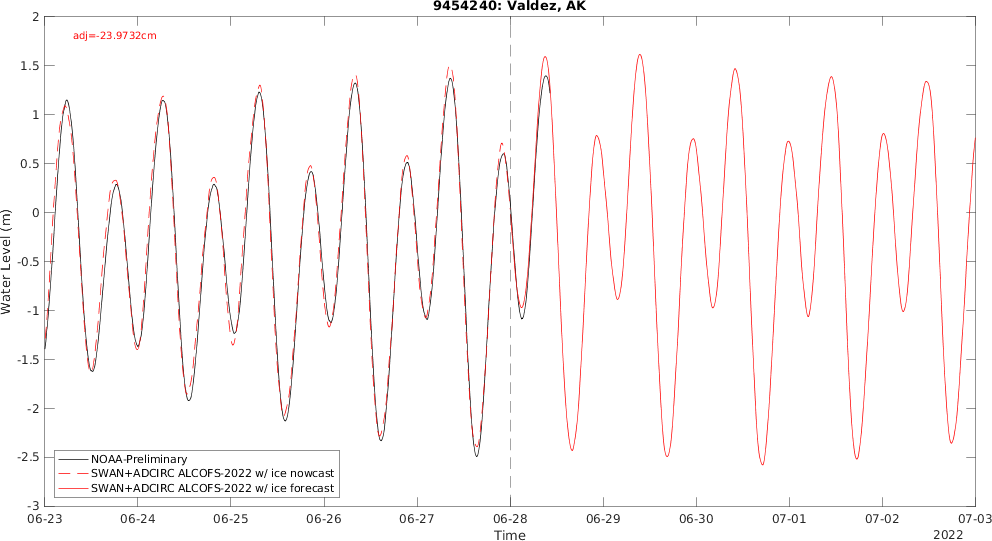 9454240: Valdez, AK
adj=-23.9732cm
Water Level (m)
2
1.5
1
0.5
0
-0.5
-1
-1.5
-2
-2.5
-3
NOAA-Preliminary
SWAN+ADCIRC ALCOFS-2022 w/ ice nowcast
SWAN+ADCIRC ALCOFS-2022 w/ ice forecast
06-23 06-24 06-25 06-26 06-27 06-28 06-29 06-30 07-01 07-02 07-03
Time
2022